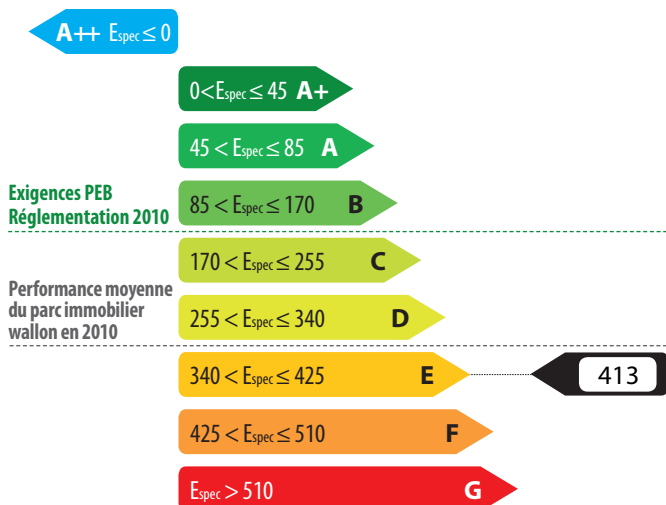 A++ Espec ≤ 0
0<Espec ≤ 45 A+
45 < Espec ≤ 85 A
Exigences PEB
Réglementation 2010
85 < Espec ≤ 170 B
170 < Espec ≤ 255 C
Performance moyenne
du parc immobilier
wallon en 2010
255 < Espec ≤ 340 D
340 < Espec ≤ 425 E
413
425 < Espec ≤ 510 F
Espec > 510 G